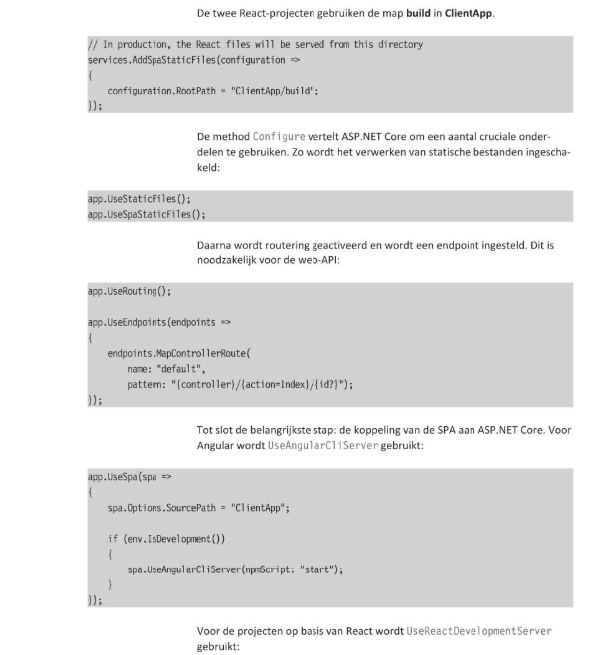 De twee React-projecten gebruiken de map build in ClientApp.
// In production, the React files will be served from this directory
services.AddSpaStaticFiles(configuration =>
{
configuration.RootPath = "ClientApp/build";
});
De method Configure vertelt ASP.NET Core om een aantal cruciale onder-
delen te gebruiken. Zo wordt het verwerken van statische bestanden ingescha-
keld:
app.UseStaticFiles();
app.UseSpaStaticFiles();
Daarna wordt routering geactiveerd en wordt een endpoint ingesteld. Dit is
noodzakelijk voor de web-API:
app.UseRouting();
app.UseEndpoints(endpoints =>
{
endpoints.MapControllerRoute(
name: "default",
pattern: "{controller}/{action=Index}/{id?}");
});
Tot slot de belangrijkste stap: de koppeling van de SPA aan ASP.NET Core. Voor
Angular wordt UseAngularCliServer gebruikt:
app.UseSpa(spa =>
{
spa.Options.SourcePath = "ClientApp";
if (env.IsDevelopment())
{
spa.UseAngularCliServer(npmScript: "start");
}
});
Voor de projecten op basis van React wordt UseReactDevelopmentServer
gebruikt: